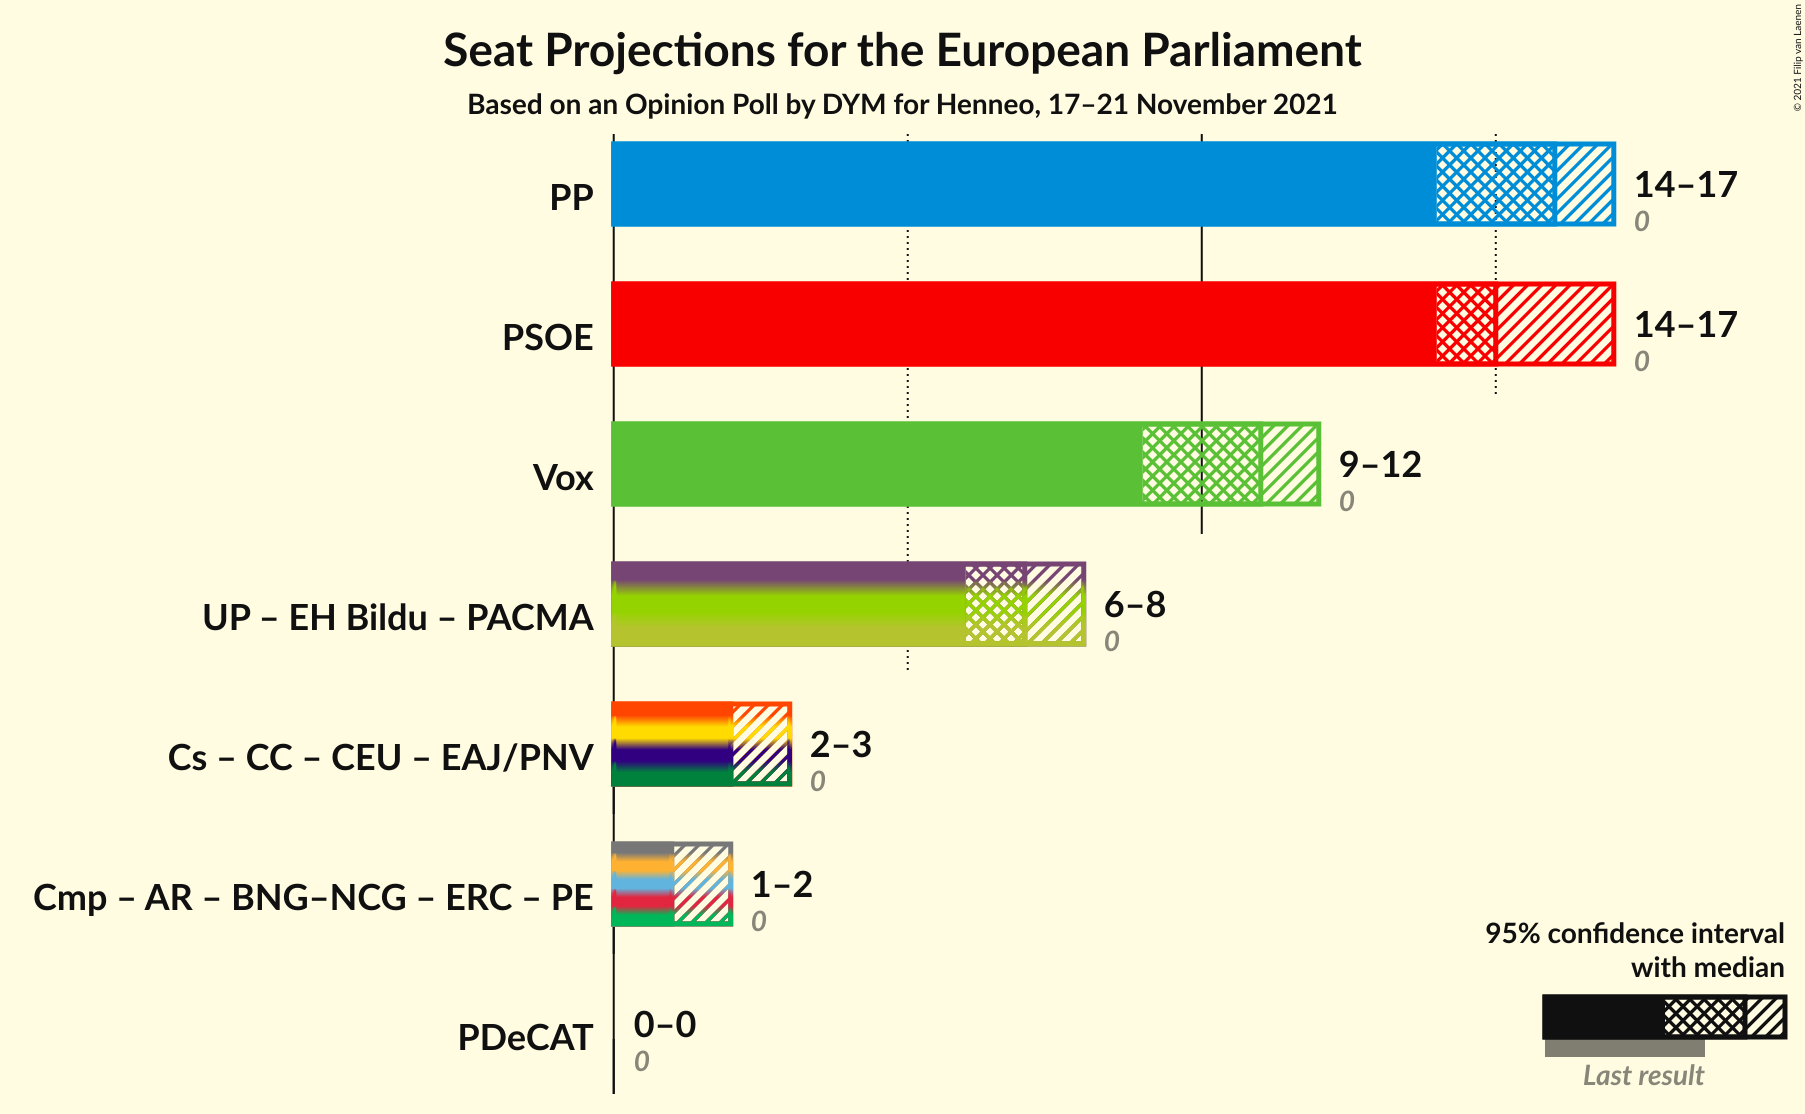 Seat Projections for the European Parliament
Based on an Opinion Poll by DYM for Henneo, 17–21 November 2021
© 2021 Filip van Laenen
PP
14–17
0
PSOE
14–17
0
Vox
9–12
0
UP – EH Bildu – PACMA
6–8
0
Cs – CC – CEU – EAJ/PNV
2–3
0
Cmp – AR – BNG–NCG – ERC – PE
1–2
0
PDeCAT
0–0
0
95% confidence interval
with median
Last result